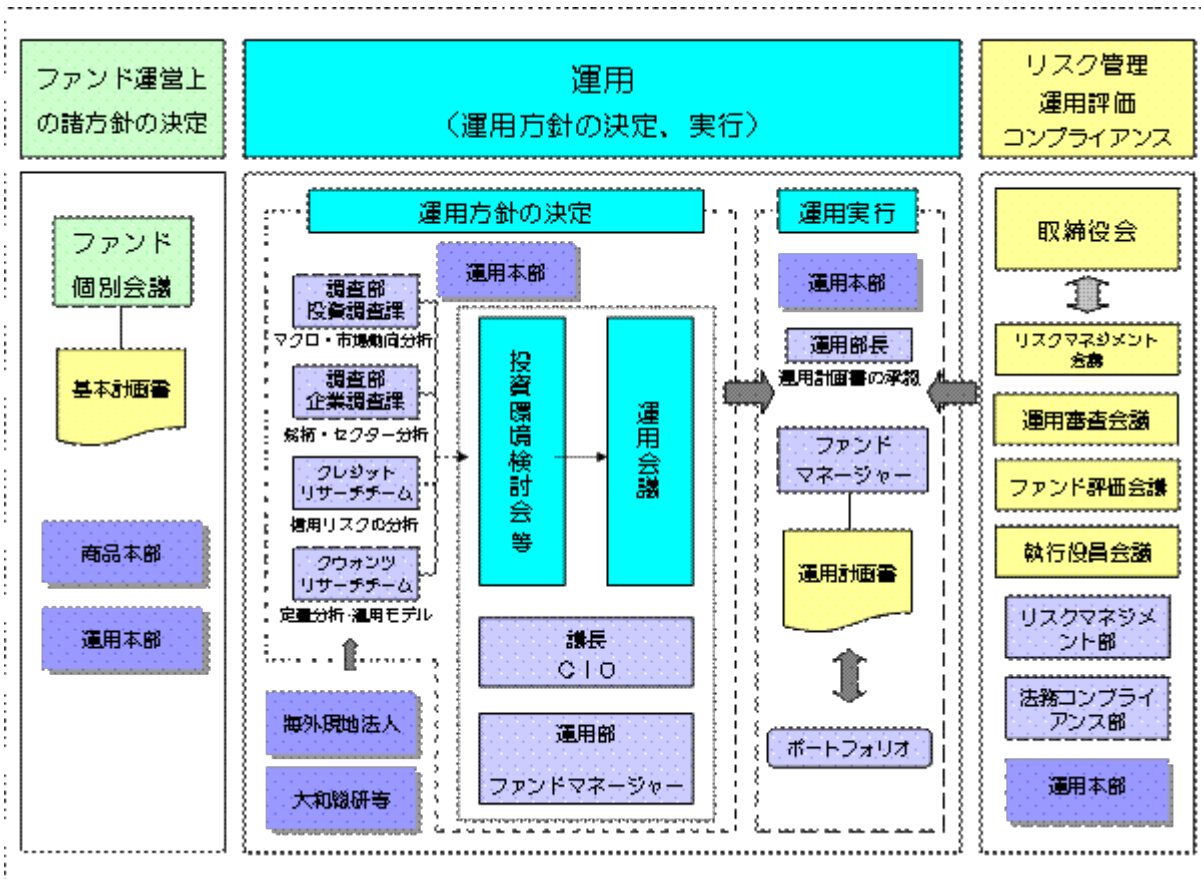 ファンド運営上
の諸方針の決定
運用
（運用方針の決定、実行）
リスク管理
運用評価
コンプライアンス
ファンド
個別会議
基本計画書
商品本部
運用本部
運用方針の決定
運用本部
調査部
投資調査課
マクロ・市場動向分析
調査部
企業調査課
銘柄・セクター分析
クレジット
リサーチチーム
信用リスクの分析
クウォンツ
リサーチチーム
定量分析・運用モデル
海外現地法人
大和総研等
投資環境検討会等
運用会議
議長
ＣＩＯ
運用部
ファンドマネージャー
運用実行
運用本部
運用部長
運用計画書の承認
ファンド
マネージャー
運用計画書
ポートフォリオ
取締役会
リスクマネジメント
会議
運用審査会議
ファンド評価会議
執行役員会議
リスクマネジメ
ント部
法務コンプライ
アンス部
運用本部